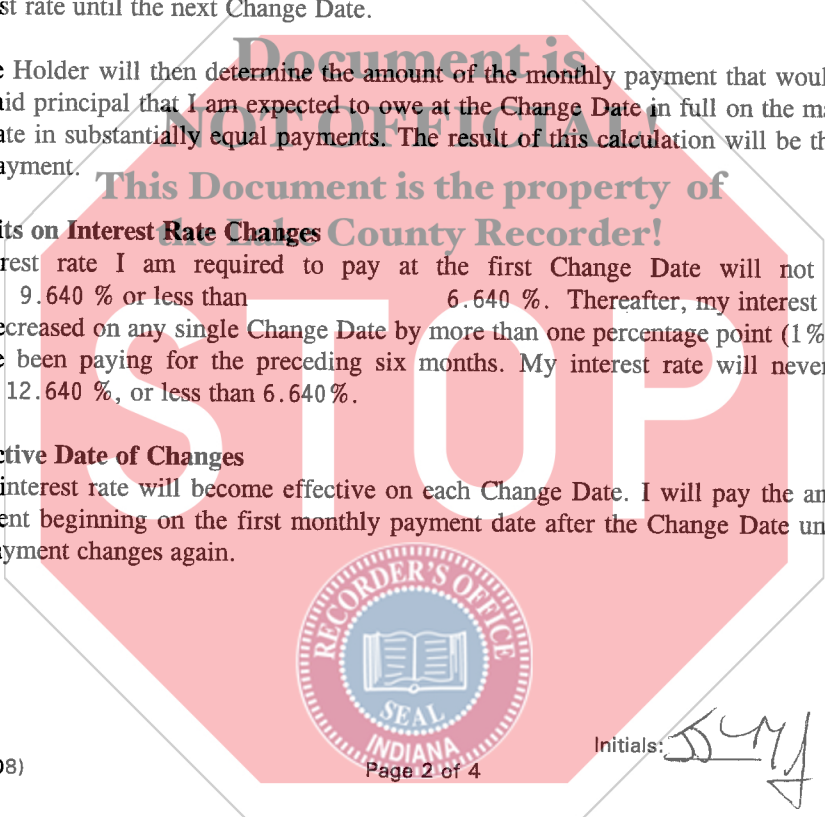 st rate until the next Change Date.
Document is
e Holder will then determine the amount of the monthly payment that woul
id principal that I am expected to owe at the Change Date in full on the ma
NOT OFFICIAL
ate in substantially equal payments. The result of this calculation will be th
ayment.
This Document is the property of
the Lake County Recorder!
its on Interest Rate Changes
rest rate I am required to pay at the first Change Date will not
9.640 % or less than 6.640 %. Thereafter, my interest
ecreased on any single Change Date by more than one percentage point (1%
e been paying for the preceding six months. My interest rate will never
12.640 %, or less than 6.640%.
STOP
ctive Date of Changes
interest rate will become effective on each Change Date. I will pay the am
ent beginning on the first monthly payment date after the Change Date un
yment changes again.
RECORDER'S OFFICE
SEAL
INDIANA
Initials:
08)
Page 2 of 4